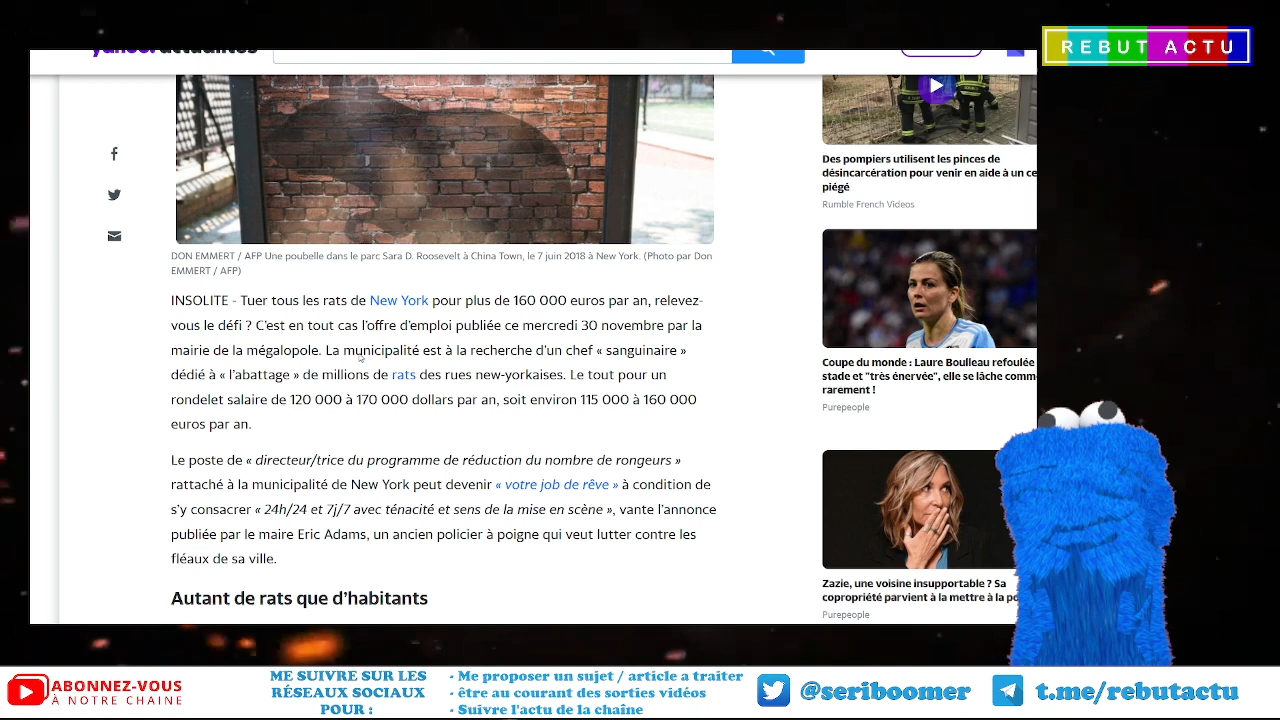 yahoo! actualités
REBUT ACTU
DON EMMERT / AFP Une poubelle dans le parc Sara D. Roosevelt à China Town, le 7 juin 2018 à New York. (Photo par Don
EMMERT / AFP)
INSOLITE - Tuer tous les rats de New York pour plus de 160 000 euros par an, relevez-
vous le défi ? C’est en tout cas l’offre d’emploi publiée ce mercredi 30 novembre par la
mairie de la mégalopole. La municipalité est à la recherche d’un chef « sanguinaire »
dédié à « l’abattage » de millions de rats des rues new-yorkaises. Le tout pour un
rondelet salaire de 120 000 à 170 000 dollars par an, soit environ 115 000 à 160 000
euros par an.
Le poste de « directeur/trice du programme de réduction du nombre de rongeurs »
rattaché à la municipalité de New York peut devenir « votre job de rêve » à condition de
s’y consacrer « 24h/24 et 7j/7 avec ténacité et sens de la mise en scène », vante l’annonce
publiée par le maire Eric Adams, un ancien policier à poigne qui veut lutter contre les
fléaux de sa ville.
Autant de rats que d’habitants
Des pompiers utilisent les pinces de
désincarcération pour venir en aide à un ce
piégé
Rumble French Videos
Coupe du monde : Laure Boulleau refoulée
stade et "très énervée", elle se lâche comm
rarement !
Purepeople
Zazie, une voisine insupportable ? Sa
copropriété parvient à la mettre à la po
Purepeople
ABONNEZ-VOUS
À NOTRE CHAINE
ME SUIVRE SUR LES
RÉSEAUX SOCIAUX
POUR :
- Me proposer un sujet / article a traiter
- être au courant des sorties vidéos
- Suivre l'actu de la chaîne
@seriboomer
t.me/rebutactu